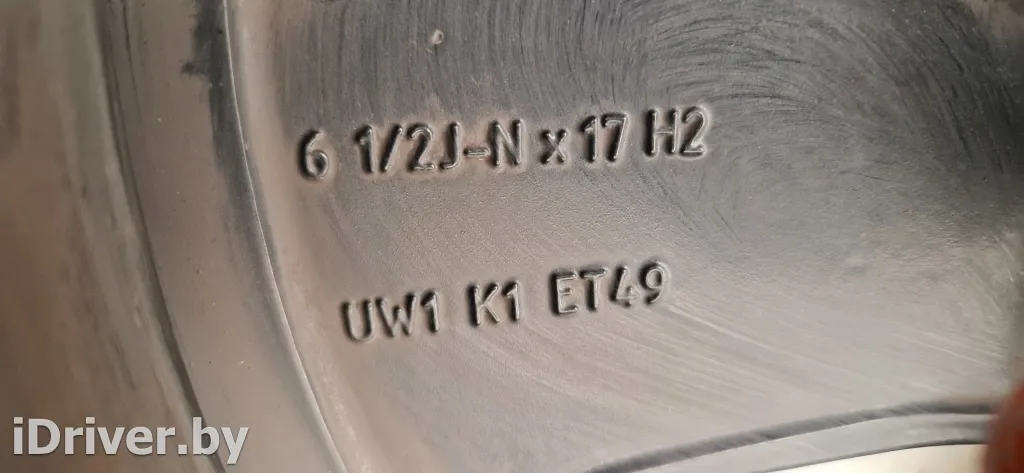 6 1/2J-N x 17 H2
UW1 K1 ET49
iDriver.by